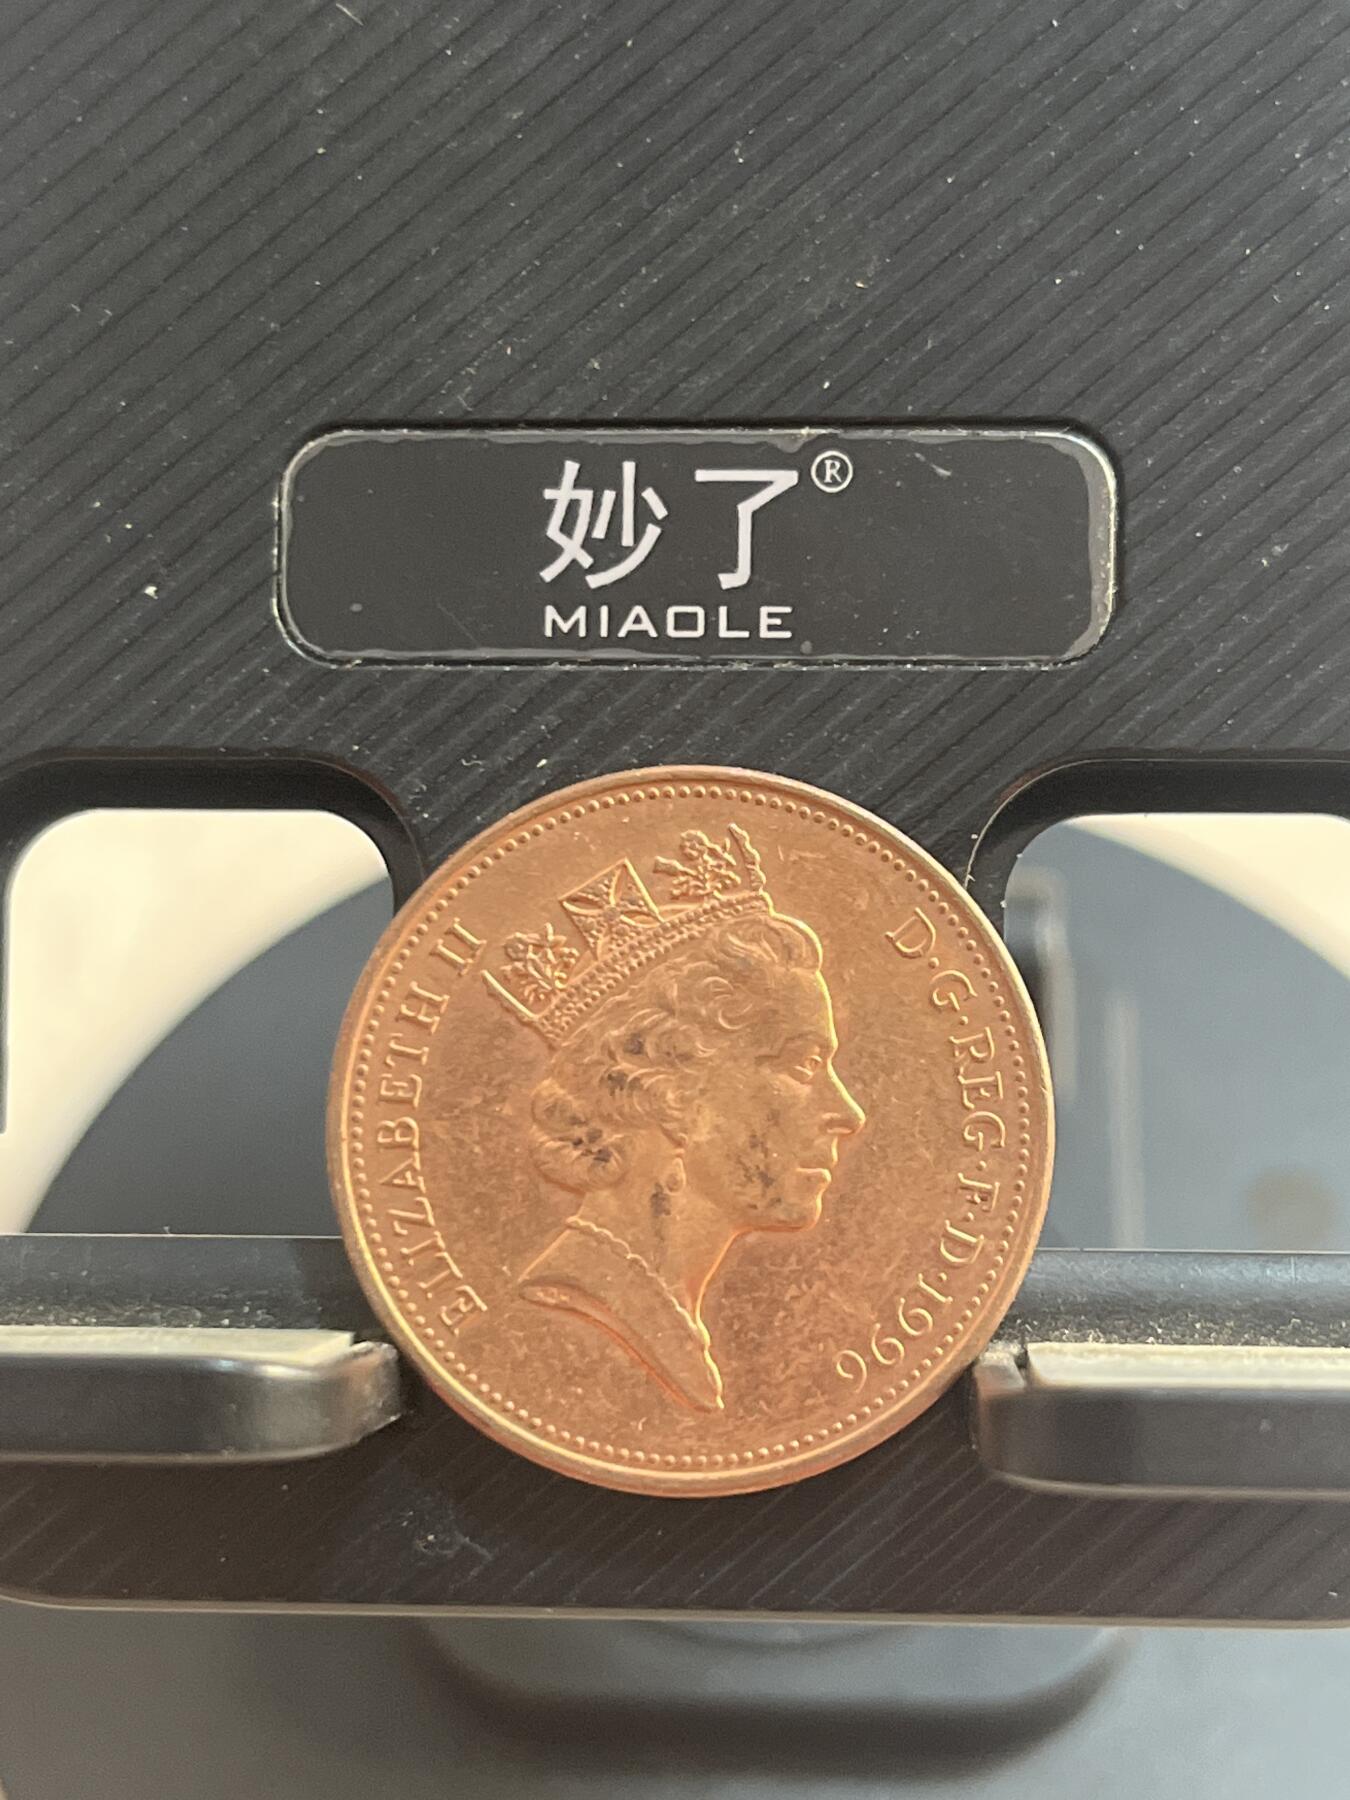 妙了®
MIAOLE
ELIZABETH II
D·G·REG·F·D·1996